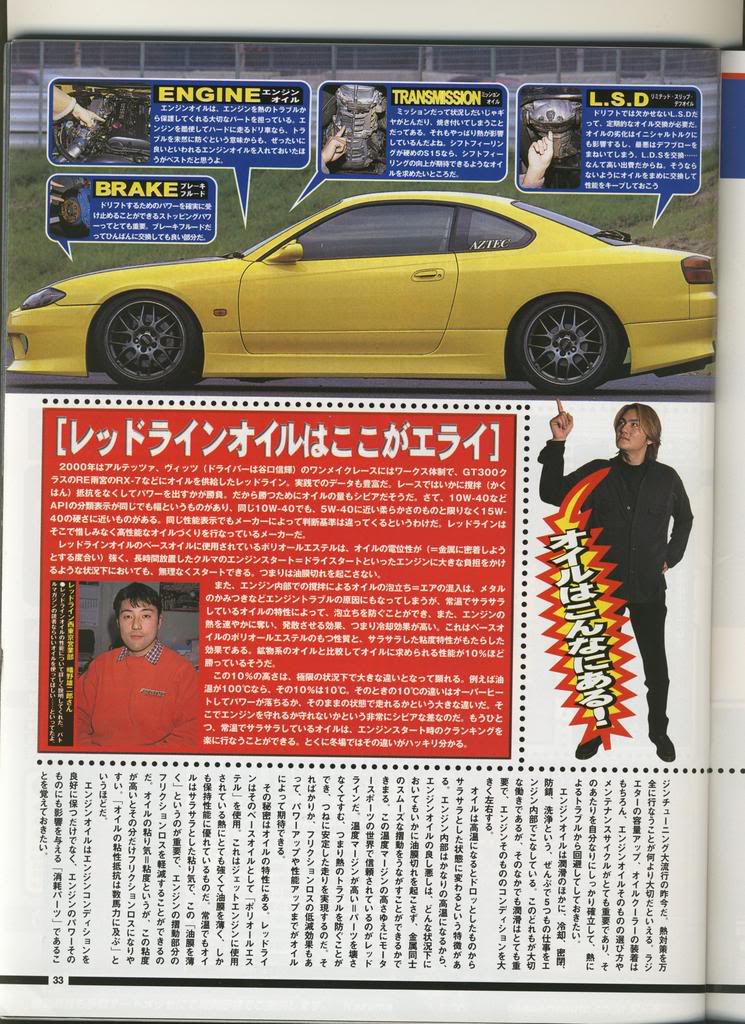 ENGINE エンジンオイル
エンジンオイルは、エンジンを熱のトラブルか
ら保護してくれる大切なパートを担っている。エ
ンジンを酷使してハードに走るドリ車なら、トラ
ブルを未然に防ぐ意味からも、ぜったいに
良いといわれるエンジンオイルを入れておいたほ
うがベストだと思うよ。
TRANSMISSION ミッションオイル
ミッションだって状況しだいじゃギ
ヤがとんだり、焼き付いてしまうこと
だってある。それもやっぱり熱が影響
しているんだよね。シフトフィーリン
グが硬めのS15なら、シフトフィー
リングの向上が期待できるようなオイ
ルを求めたいところだ。
L.S.D リミテッド・スリップ・デフオイル
ドリフトでは欠かせないL.S.Dだ
って、定期的なオイル交換が必要だ。
オイルの劣化はイニシャルトルクに
も影響するし、最悪はデフブローを
まねいてしまう。L.D.Sを交換……
なんて高い出費だからね。そうなら
ないようにオイルをまめに交換して
性能をキープしておこう
BRAKE ブレーキフルード
ドリフトするためのパワーを確実に受
け止めることができるストッピングパワ
ーってとても重要。ブレーキフルードだ
ってひんぱんに交換しても良い部分だ。
AZTEC
[レッドラインオイルはここがエライ]
2000年はアルテッツァ、ヴィッツ（ドライバーは谷口信輝）のワンメイクレースにはワークス体制で、GT300ク
ラスのRE雨宮のRX-7などにオイルを供給したレッドライン。実践でのデータも豊富だ。レースではいかに撹拌（かく
はん）抵抗をなくしてパワーを出すかが勝負。だから勝つためにオイルの量もシビアだそうだ。さて、10W-40など
APIの分類表示が同じでも幅というものがあり、同じ10W-40でも、5W-40に近い柔らかさのものと限りなく15W-
40の硬さに近いものがある。同じ性能表示でもメーカーによって判断基準は違ってくるというわけだ。レッドラインは
そこで惜しみなく高性能なオイルづくりを行なっているメーカーだ。
レッドラインオイルのベースオイルに使用されているポリオールエステルは、オイルの電位性が（＝金属に密着しよう
とする度合い）強く、長時間放置したクルマのエンジンスタート＝ドライスタートといったエンジンに大きな負担をかけ
るような状況下においても、無理なくスタートできる。つまりは油膜切れを起こさない。
また、エンジン内部での撹拌によるオイルの泡立ち＝エアの混入は、メタル
のかみつきなどエンジントラブルの原因にもなってしまうが、常温でサラサラ
しているオイルの特性によって、泡立ちを防ぐことができ、また、エンジンの
熱を速やかに奪い、発散させる効果、つまり冷却効果が高い。これはベースオ
イルのポリオールエステルのもつ性質と、サラサラした粘度特性がもたらした
効果である。鉱物系のオイルと比較してオイルに求められる性能が10％ほど
勝っているそうだ。
この10％の高さは、極限の状況下で大きな違いとなって顕れる。例えば油
温が100℃なら、その10％は10℃。そのときの10℃の違いはオーバーヒー
トしてパワーが落ちるか、そのままの状態で走れるかという大きな違いだ。そ
こでエンジンを守れるか守れないかという非常にシビアな差なのだ。もうひと
つ、常温でサラサラしているオイルは、エンジンスタート時のクランキングを
楽に行なうことができる。とくに冬場ではその違いがハッキリ分かる。
レッドライン西東京営業部
●レッドラインオイルの性能について詳しく説明してくれた。バト
オイルはこんなにある!
ジンチューニング大流行の昨今だ、熱対策を万
全に行なうことが何より大切だといえる。ラジ
エターの容量アップ、オイルクーラーの装着は
もちろん、エンジンオイルそのものの選び方や
メンテナンスサイクルがとても重要であり、そ
のあたりを自分なりにしっかり確立して、熱に
よるトラブルから回避しておきたい。
エンジンオイルは潤滑のほかに、冷却、密閉、
防錆、洗浄という、ぜんぶで5つもの仕事をエ
ンジン内部でこなしている。このどれもが大切
な働きであるが、そのなかでも潤滑はとても重
要で、エンジンそのもののコンディションを大
きく左右する。
オイルは高温になるとドロッとしたものから
サラサラとした状態に変わるという特徴があ
る。エンジン内部はかなりの高温になるから、
エンジンオイルの良し悪しは、どんな状況下に
おいてもいかに油膜切れを起こさず、金属同士
のスムーズな摺動をうながすことができるかで
きまる。この温度マージンの高さゆえにモータ
ースポーツの世界で信頼されているのがレッド
ラインだ。温度マージンが高い＝パーツを壊さ
なくてすむ、つまり熱のトラブルを防ぐことが
でき、つねに安定した走りを実現するのだ。そ
ればかりか、フリクションロスの低減効果もあ
って、パワーアップや性能アップまでがオイル
によって期待できる。
その秘密はオイルの特性にある。レッドライ
ンはそのベースオイルとして「ポリオールエス
テル」を使用。これはジェットエンジンに使用
されている熱にとても強くて油膜を薄く、しか
も保持性能に優れているものだ。常温でもオイ
ルはサラサラとした粘り気で、この「油膜を薄
く」というのが重要で、エンジンの摺動部分の
フリクションロスを軽減することができるの
だ。オイルの粘り気＝粘度というが、この粘度
が高いとその分だけフリクションロスになりや
すい。「オイルの粘性抵抗は数馬力に及ぶ」と
いうほどだ。
エンジンオイルはエンジンコンディションを
良好に保つだけでなく、エンジンのパワーその
ものにも影響を与える「消耗パーツ」であるこ
とを覚えておきたい。
33